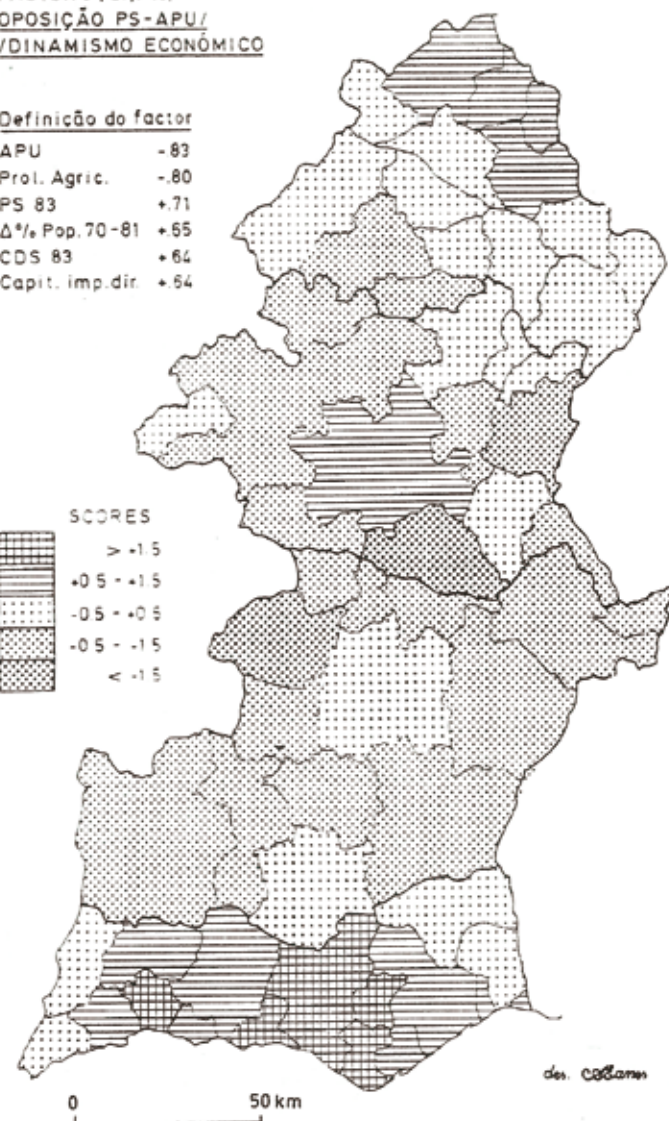 OPOSIÇÃO PS-APU/
/DINAMISMO ECONÓMICO
Definição do factor
APU -83
Prol. Agric. -.80
PS 83 +.71
Δ% Pop. 70-81 +.65
CDS 83 +64
Capit. imp.dir. +.64
SCORES
> +1.5
+0.5 - +1.5
-0.5 - +0.5
-0.5 - -1.5
< -1.5
des.
0 50 km